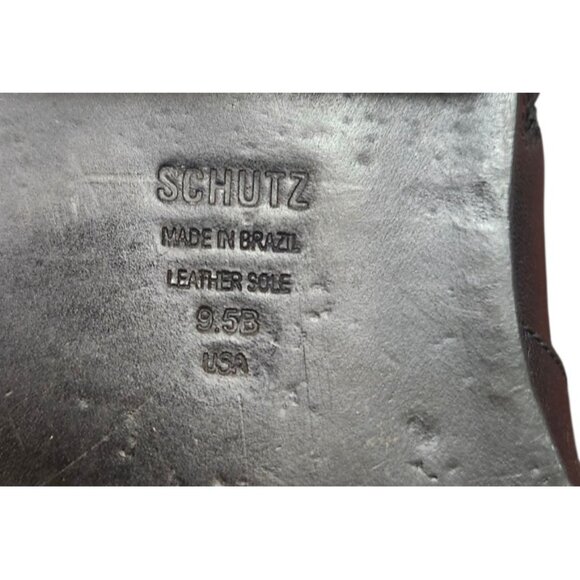 SCHUTZ
MADE IN BRAZIL
LEATHER SOLE
9.5B
USA